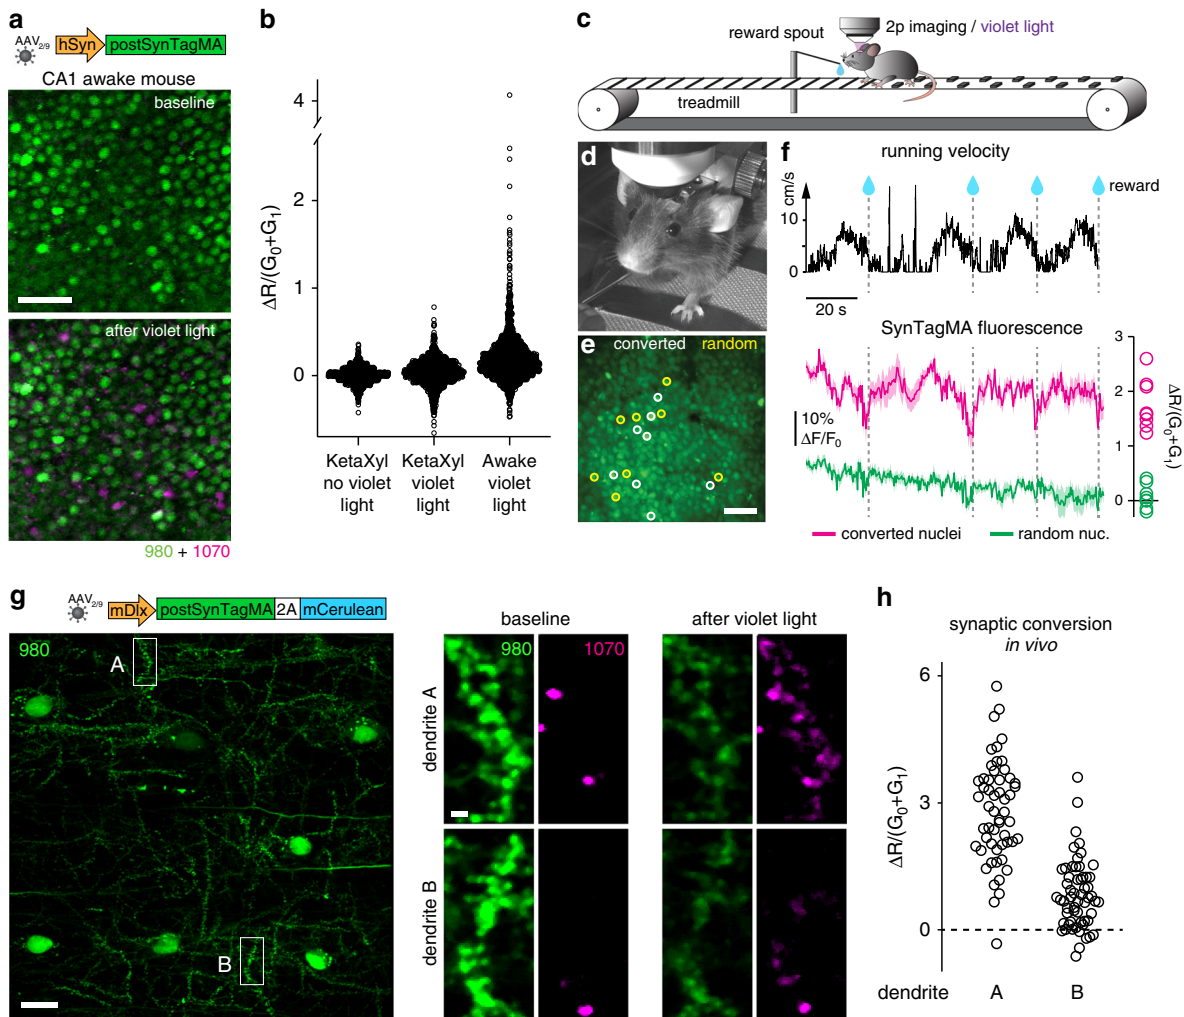 a
AAV2/9
hSyn
postSynTagMA
CA1 awake mouse
baseline
after violet light
980 + 1070
b
ΔR/(G0+G1)
4
2
1
0
KetaXyl
no violet
light
KetaXyl
violet
light
Awake
violet
light
c
reward spout
2p imaging / violet light
treadmill
d
e
converted
random
f
running velocity
cm/s
10
0
reward
20 s
SynTagMA fluorescence
10%
ΔF/F0
3
2
1
0
ΔR/(G0+G1)
converted nuclei
random nuc.
g
AAV2/9
mDlx
postSynTagMA
2A
mCerulean
980
A
B
baseline
after violet light
980
1070
dendrite A
dendrite B
h
synaptic conversion
in vivo
ΔR/(G0+G1)
6
3
0
dendrite
A
B